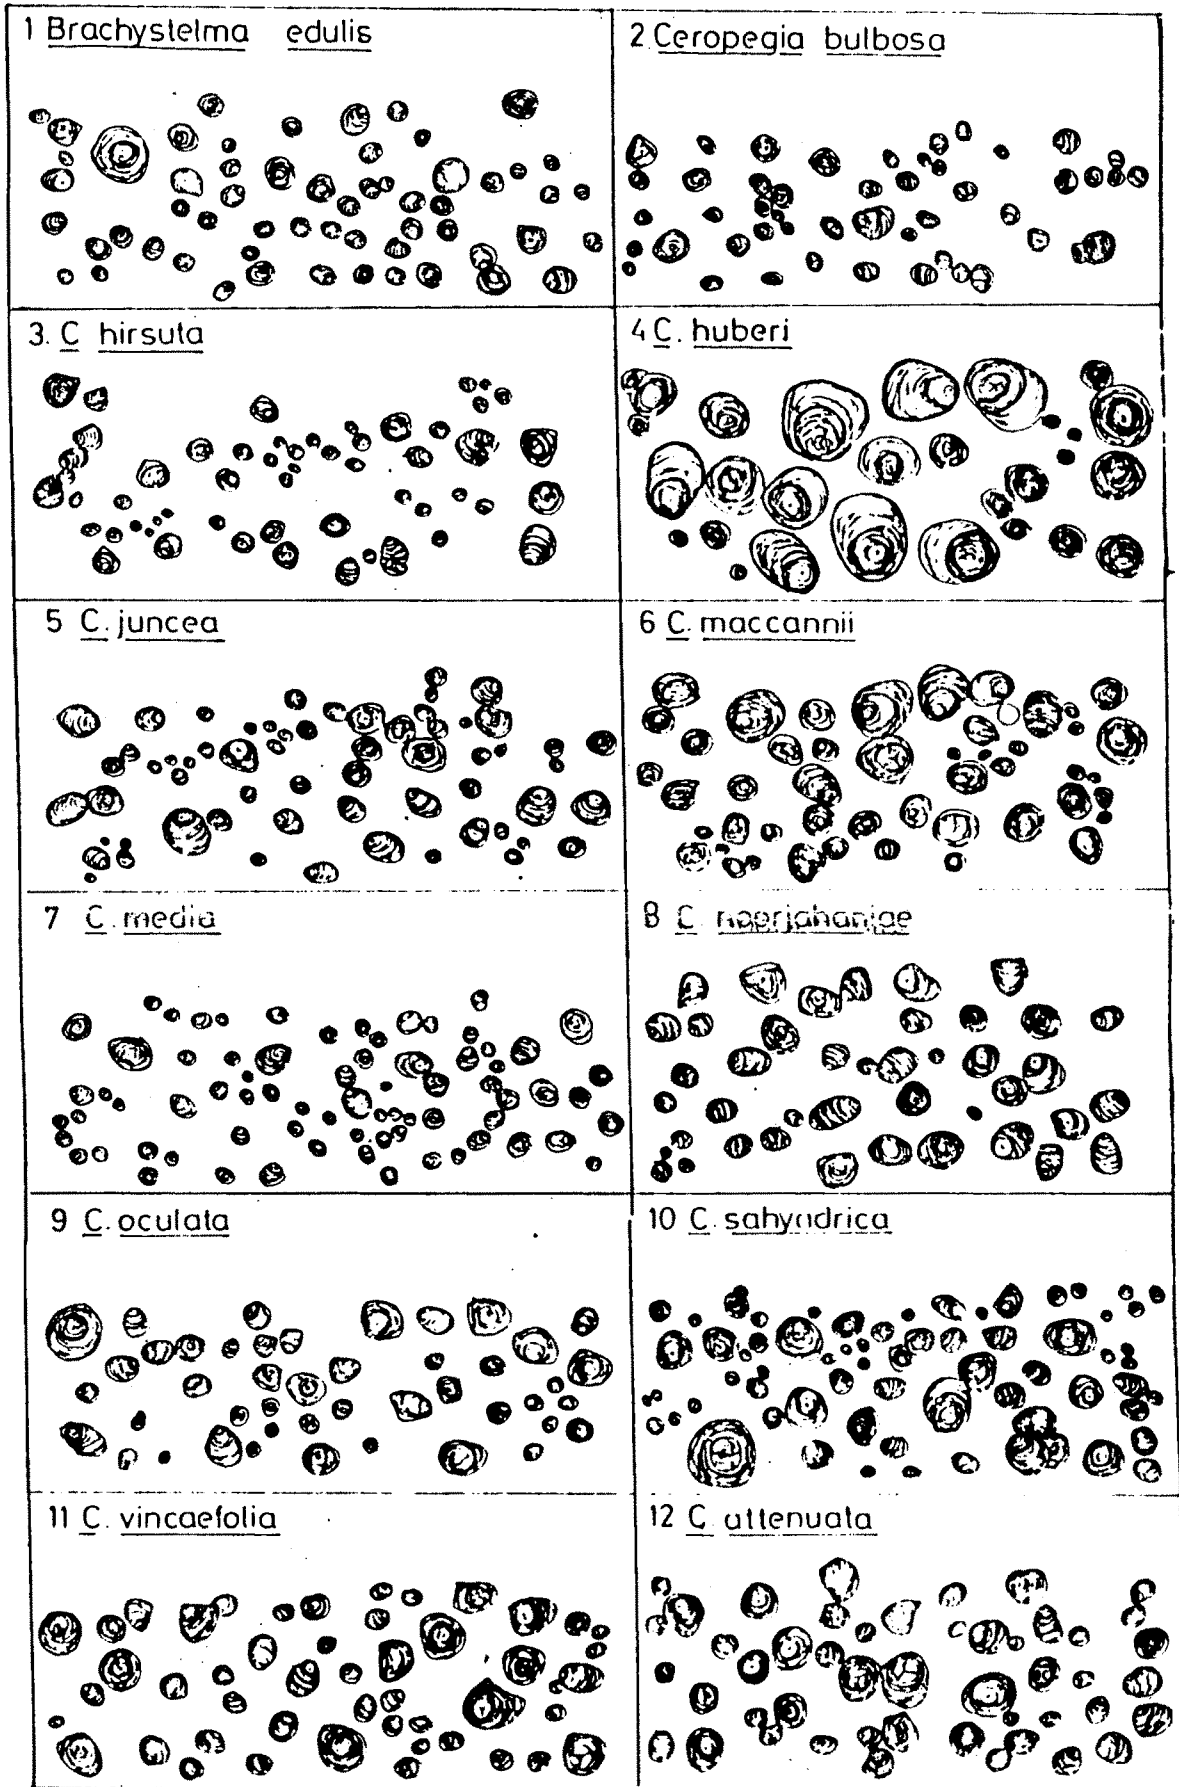 1 Brachystelma edulis
2 Ceropegia bulbosa
3. C hirsuta
4 C. huberi
5 C. juncea
6 C. maccannii
7 C. media
8 C. noorjahaniae
9 C. oculata
10 C. sahyadrica
11 C. vincaefolia
12 C. attenuata